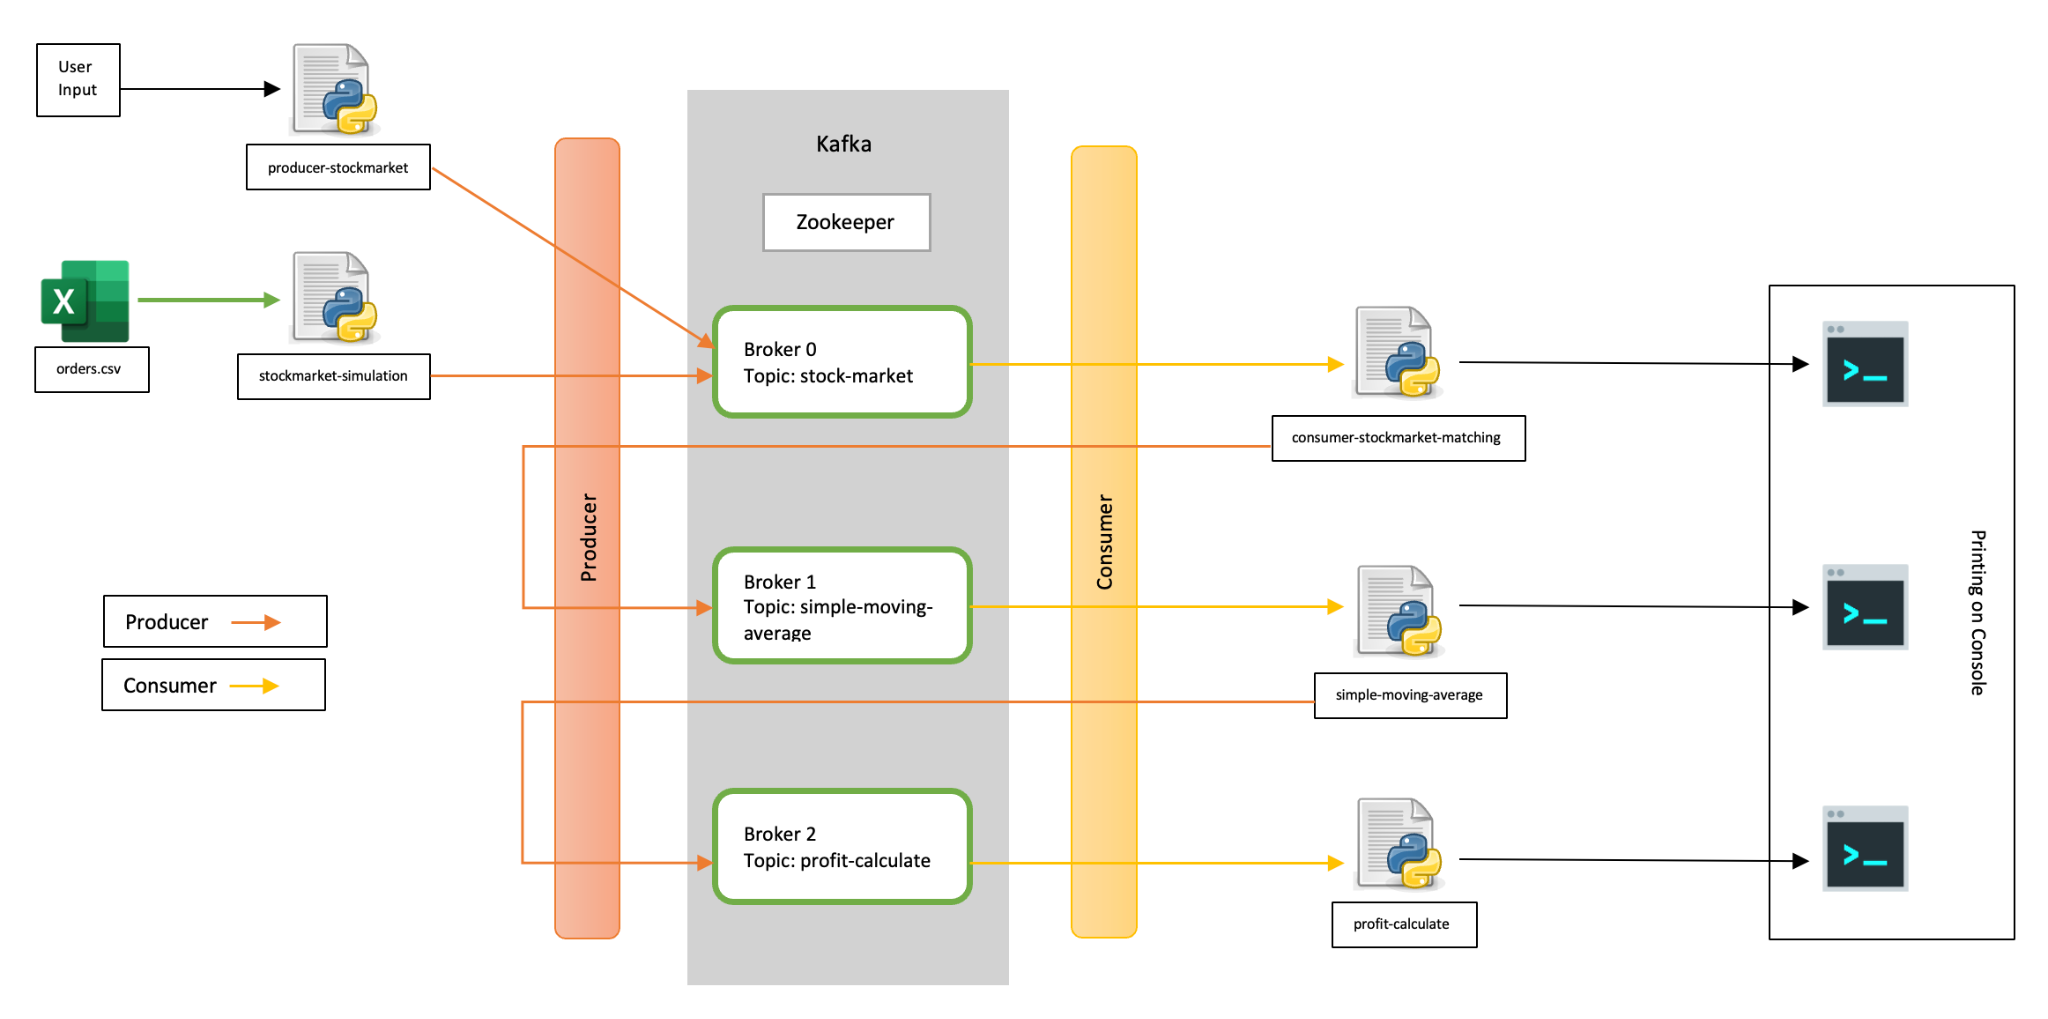 User
Input
producer-stockmarket
X
orders.csv
stockmarket-simulation
Producer
Consumer
Producer
Kafka
Zookeeper
Broker 0
Topic: stock-market
Broker 1
Topic: simple-moving-
average
Broker 2
Topic: profit-calculate
Consumer
consumer-stockmarket-matching
simple-moving-average
profit-calculate
>_
>_
>_
Printing on Console